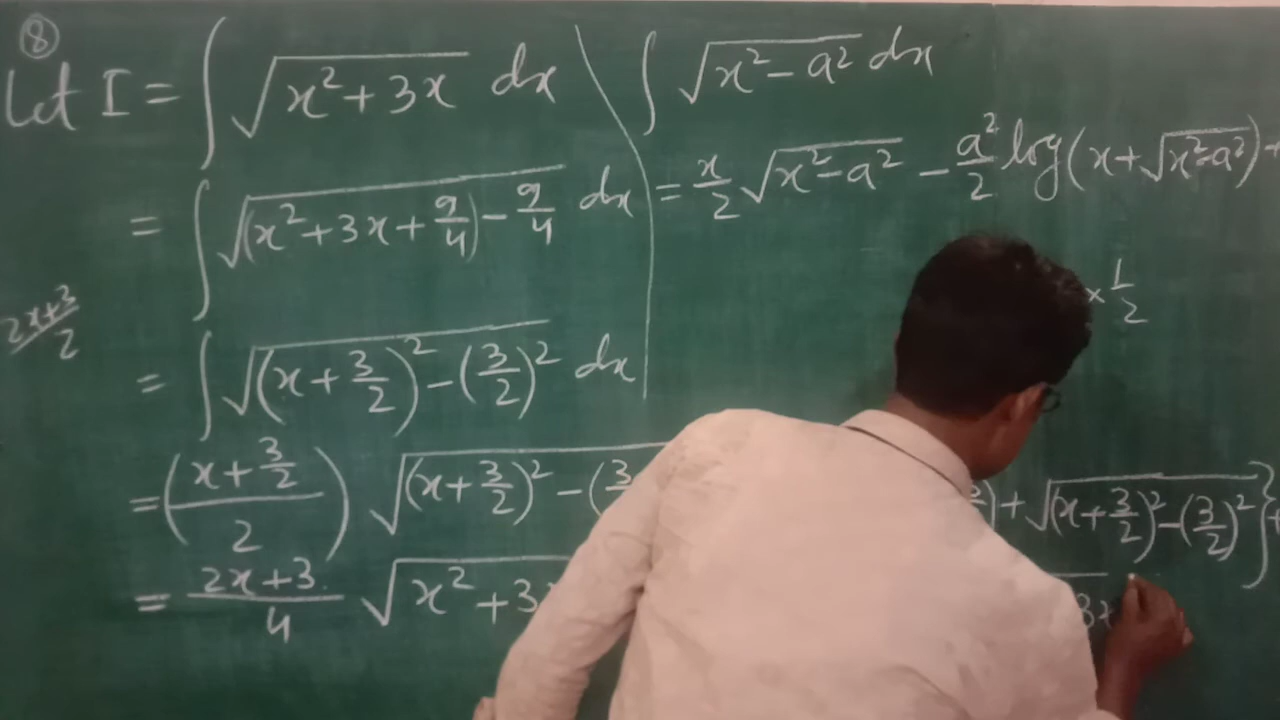 8
Let I = ∫ √(x² + 3x) dx
= ∫ √((x² + 3x + 9/4) - 9/4) dx
= ∫ √((x + 3/2)² - (3/2)²) dx
2x+3/2
= ((x + 3/2)/2) √((x + 3/2)² - (3
) + √((x + 3/2)² - (3/2)²}
= (2x + 3)/4 √(x² + 3
3x
∫ √(x² - a²) dx
= x/2 √(x² - a²) - a²/2 log(x + √(x² - a²)) +
× 1/2